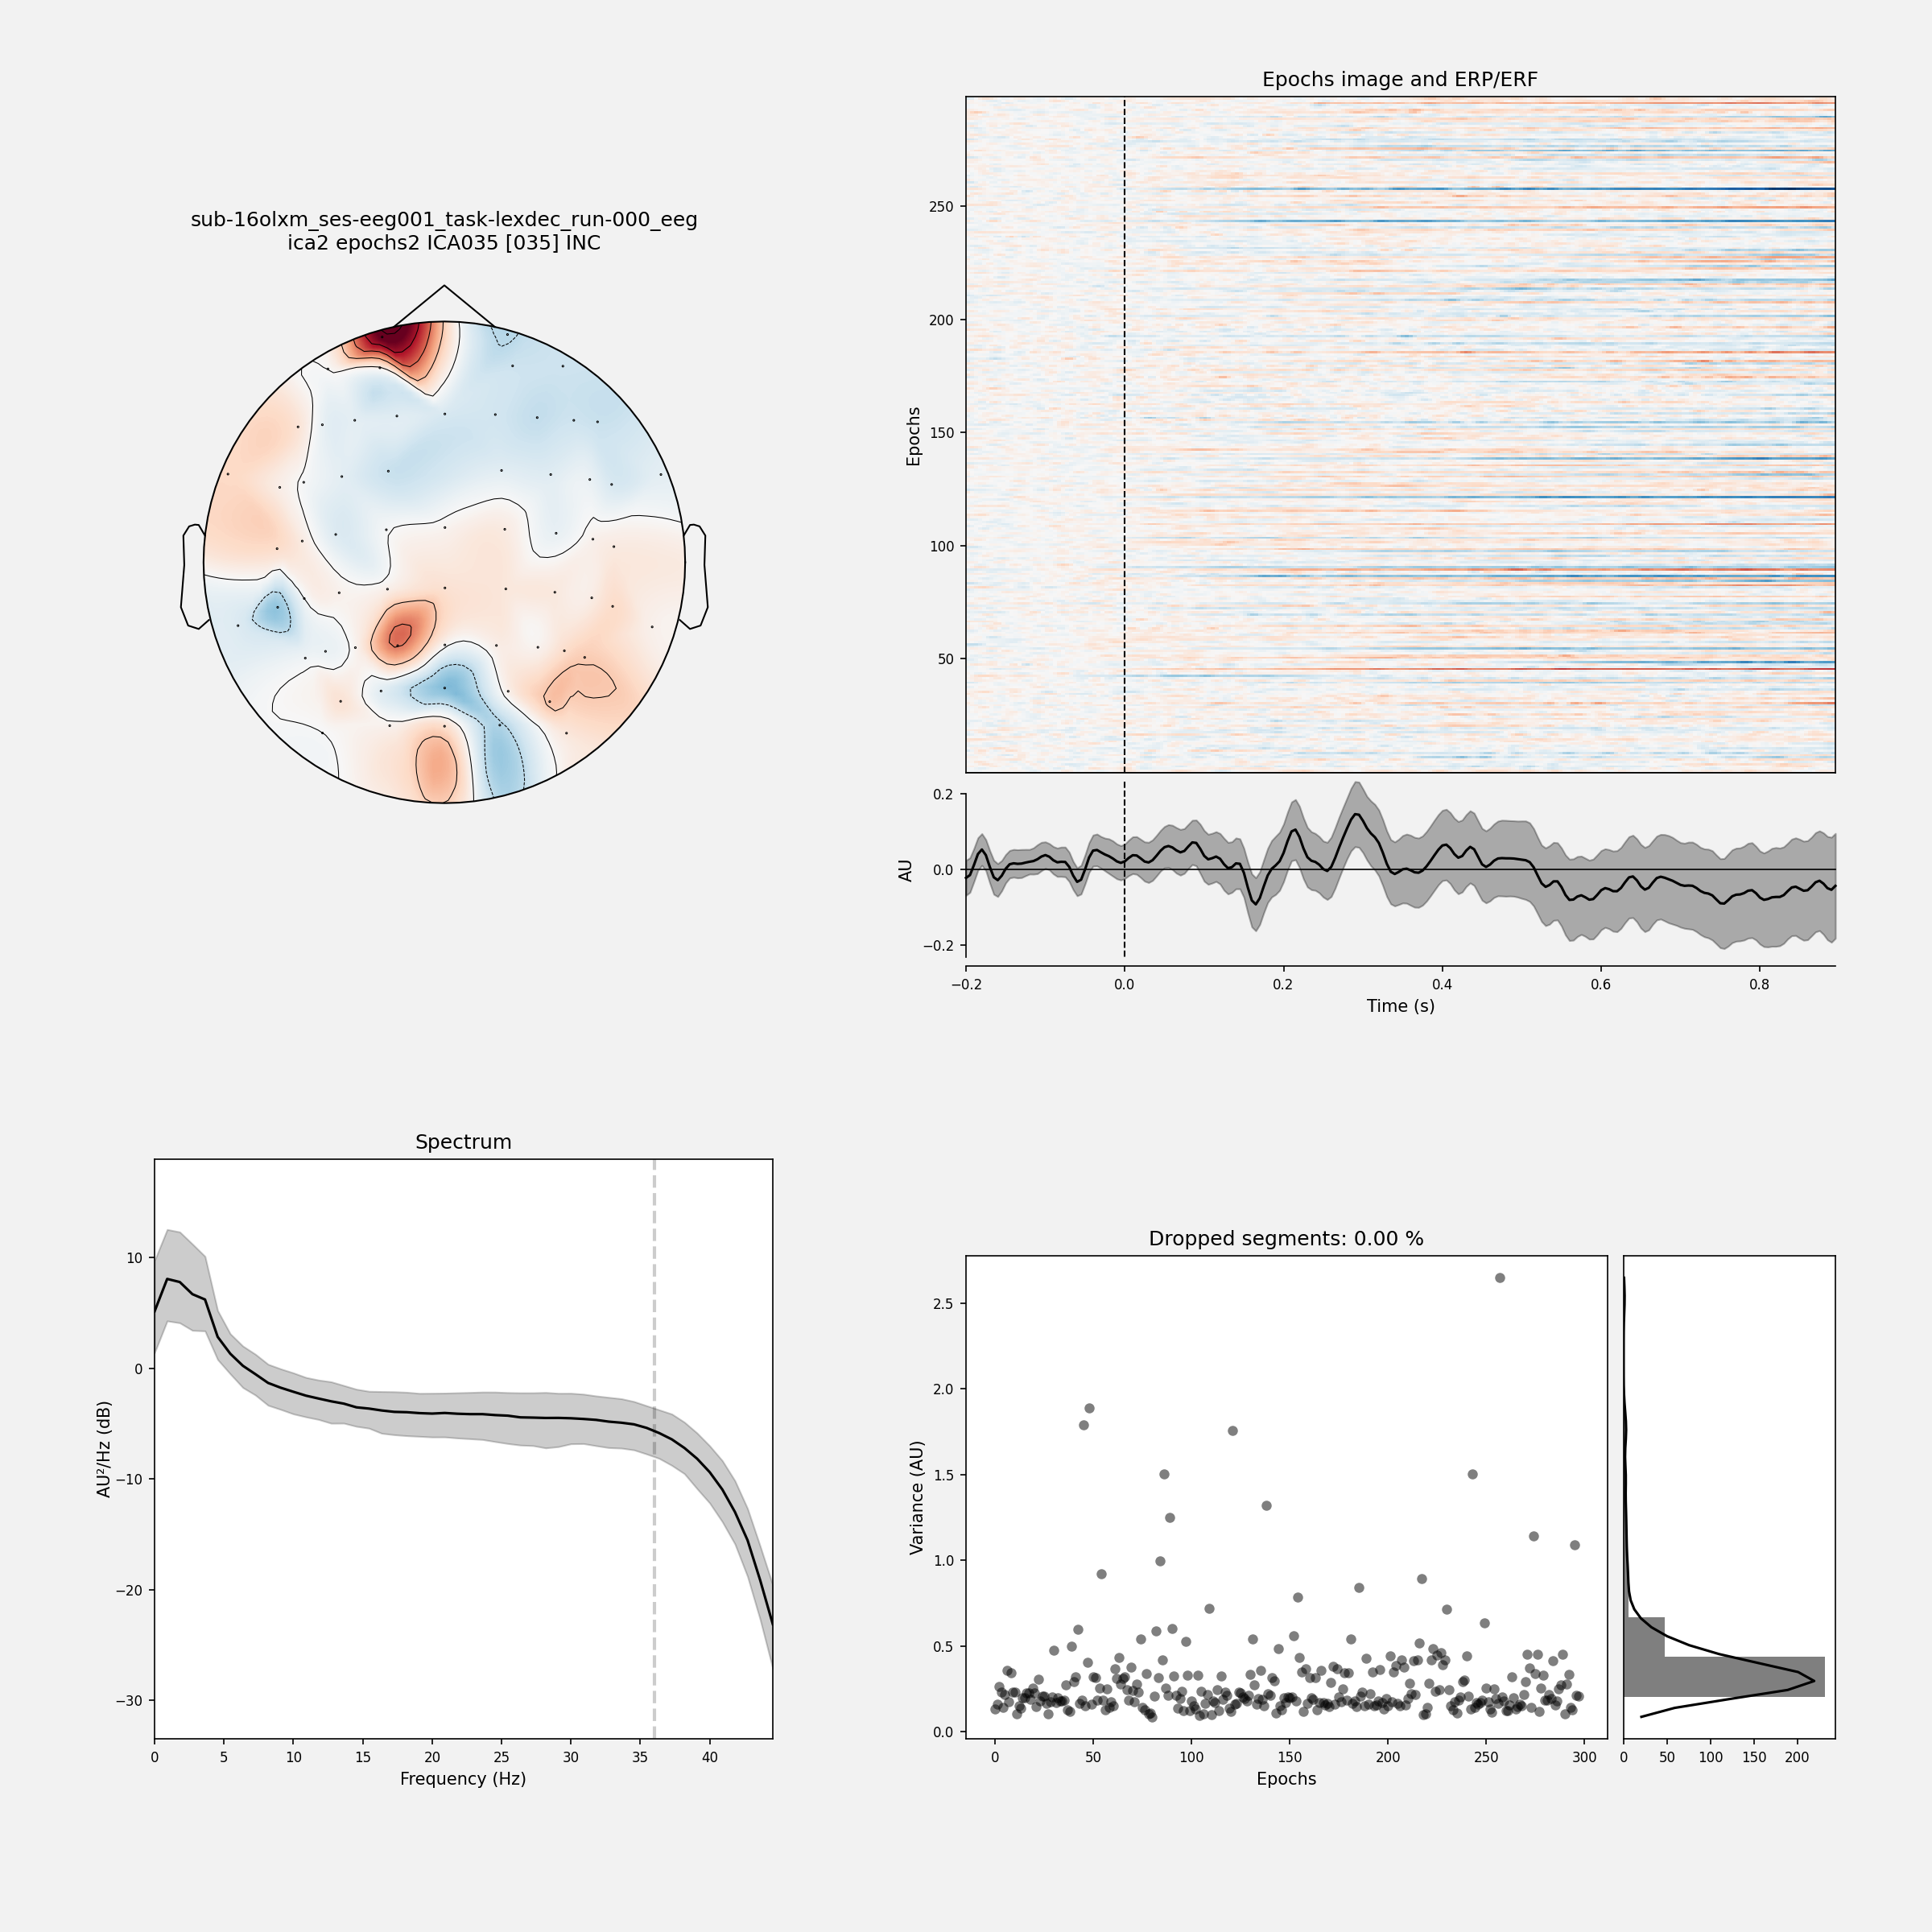 sub-16olxm_ses-eeg001_task-lexdec_run-000_eeg
ica2 epochs2 ICA035 [035] INC
Epochs image and ERP/ERF
Epochs
250
200
150
100
50
AU
0.2
0.0
−0.2
−0.2 0.0 0.2 0.4 0.6 0.8
Time (s)
Spectrum
AU²/Hz (dB)
10
0
−10
−20
−30
0 5 10 15 20 25 30 35 40
Frequency (Hz)
Dropped segments: 0.00 %
Variance (AU)
2.5
2.0
1.5
1.0
0.5
0.0
0 50 100 150 200 250 300
Epochs
0 50 100 150 200